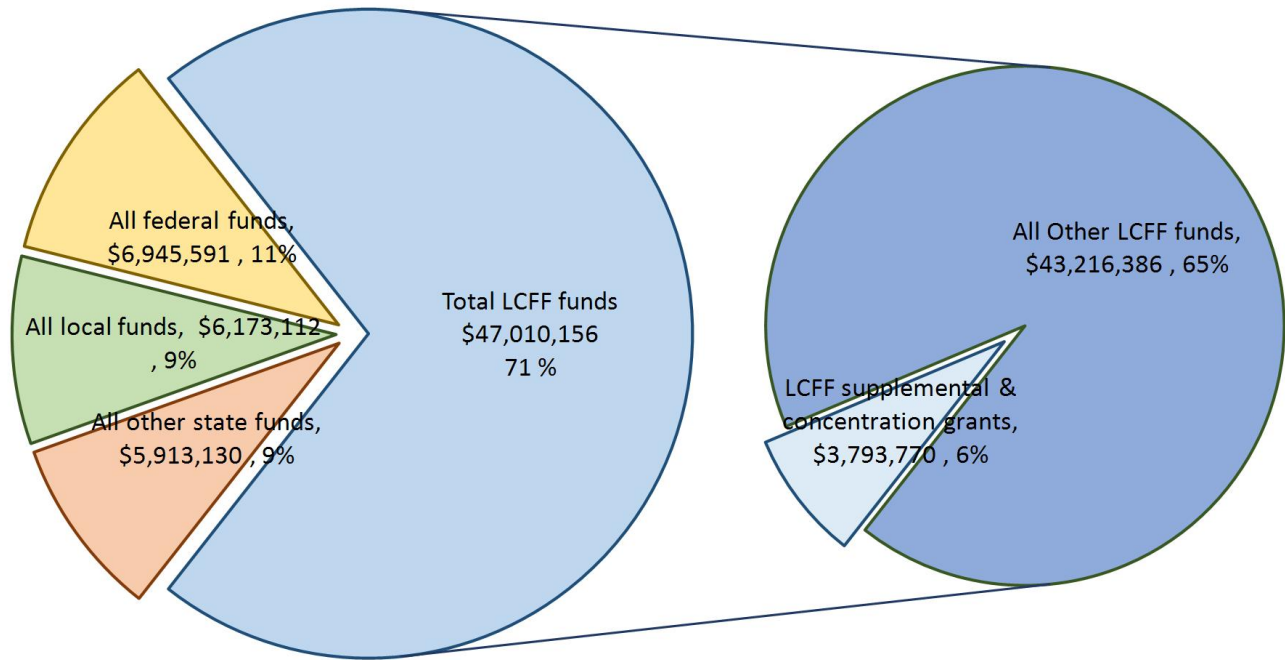 All federal funds,
$6,945,591 , 11%
All local funds,  $6,173,112
, 9%
All other state funds,
$5,913,130 , 9%
Total LCFF funds
$47,010,156
71 %
All Other LCFF funds,
$43,216,386 , 65%
LCFF supplemental &
concentration grants,
$3,793,770 , 6%